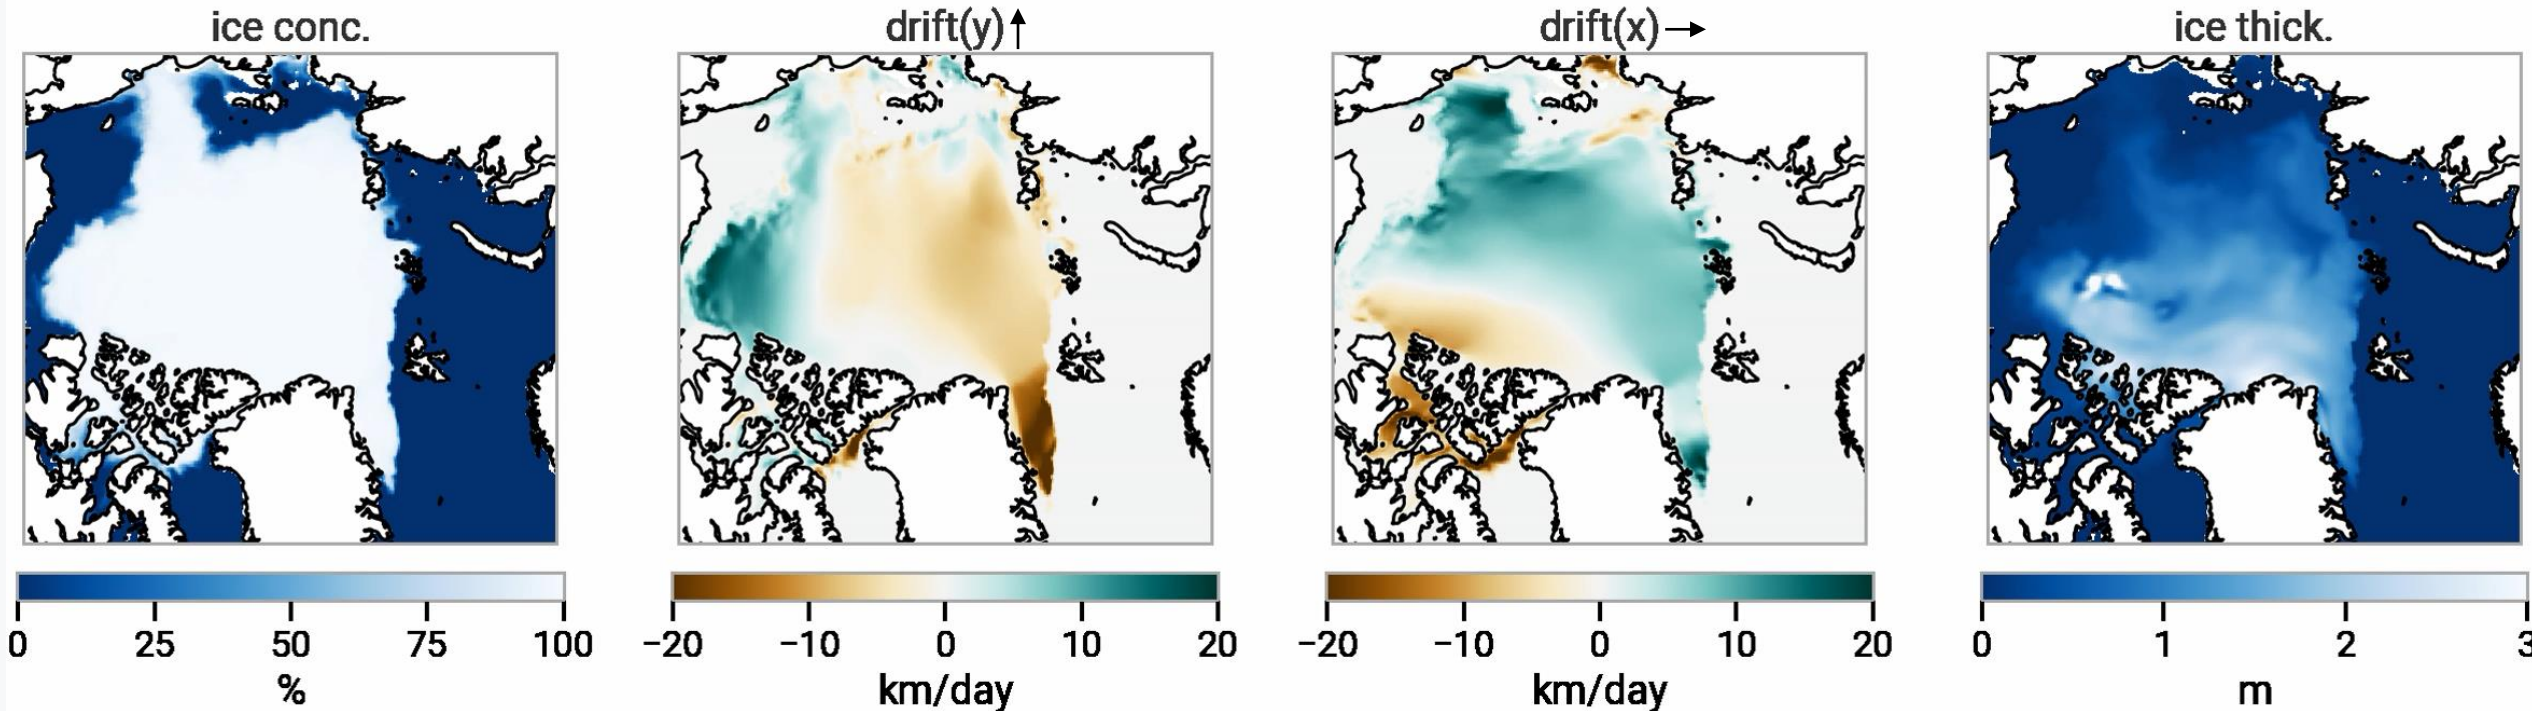 ice conc.
drift(y)↑
drift(x)→
ice thick.
0 25 50 75 100
−20 −10 0 10 20
−20 −10 0 10 20
0 1 2 3
%
km/day
km/day
m